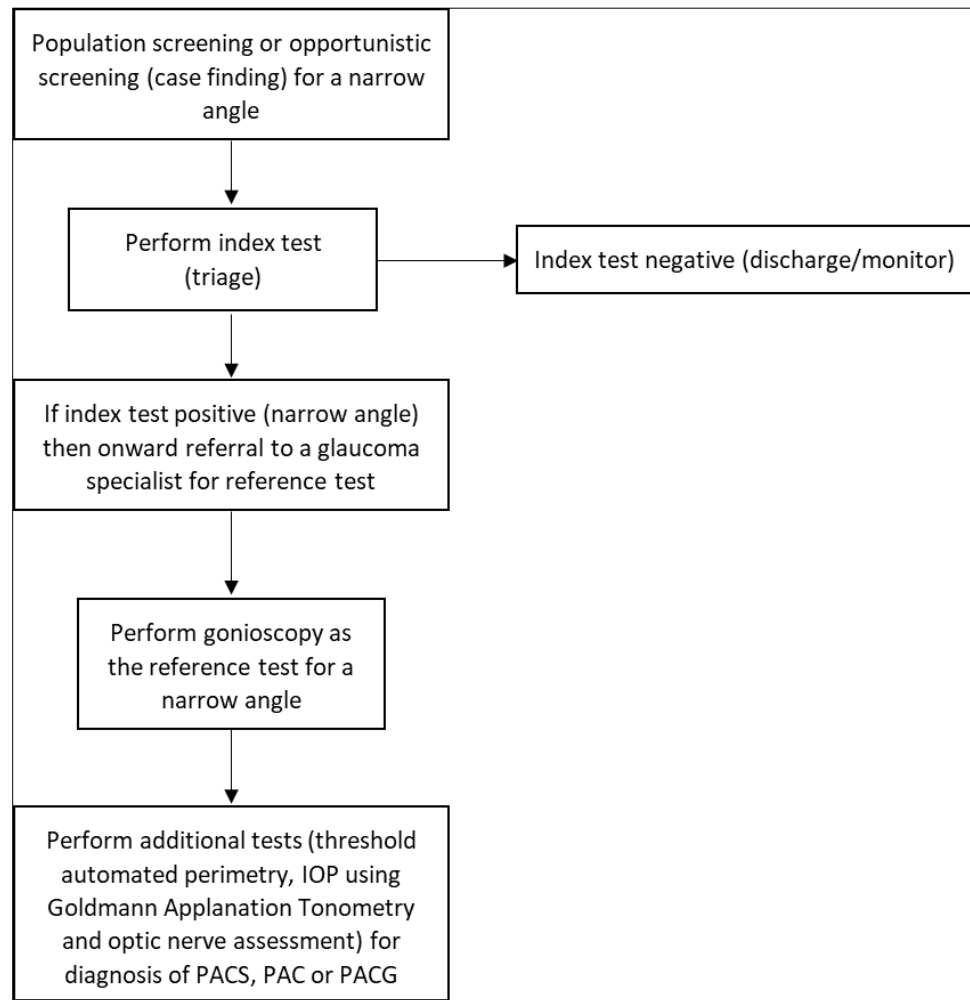 Population screening or opportunistic
screening (case finding) for a narrow
angle
Perform index test
(triage)
Index test negative (discharge/monitor)
If index test positive (narrow angle)
then onward referral to a glaucoma
specialist for reference test
Perform gonioscopy as
the reference test for a
narrow angle
Perform additional tests (threshold
automated perimetry, IOP using
Goldmann Applanation Tonometry
and optic nerve assessment) for
diagnosis of PACS, PAC or PACG